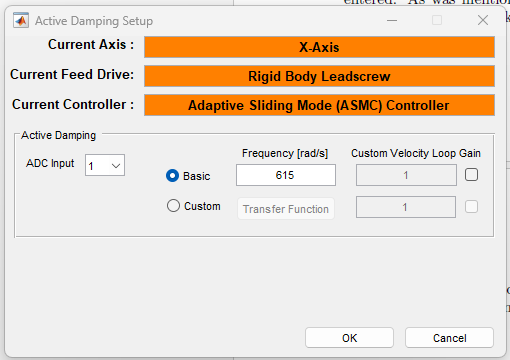 entered. As was mention
Active Damping Setup
Current Axis :
X-Axis
Current Feed Drive:
Rigid Body Leadscrew
Current Controller :
Adaptive Sliding Mode (ASMC) Controller
Active Damping
ADC Input
1
Frequency [rad/s]
Custom Velocity Loop Gain
Basic
615
1
Custom
Transfer Function
1
OK
Cancel